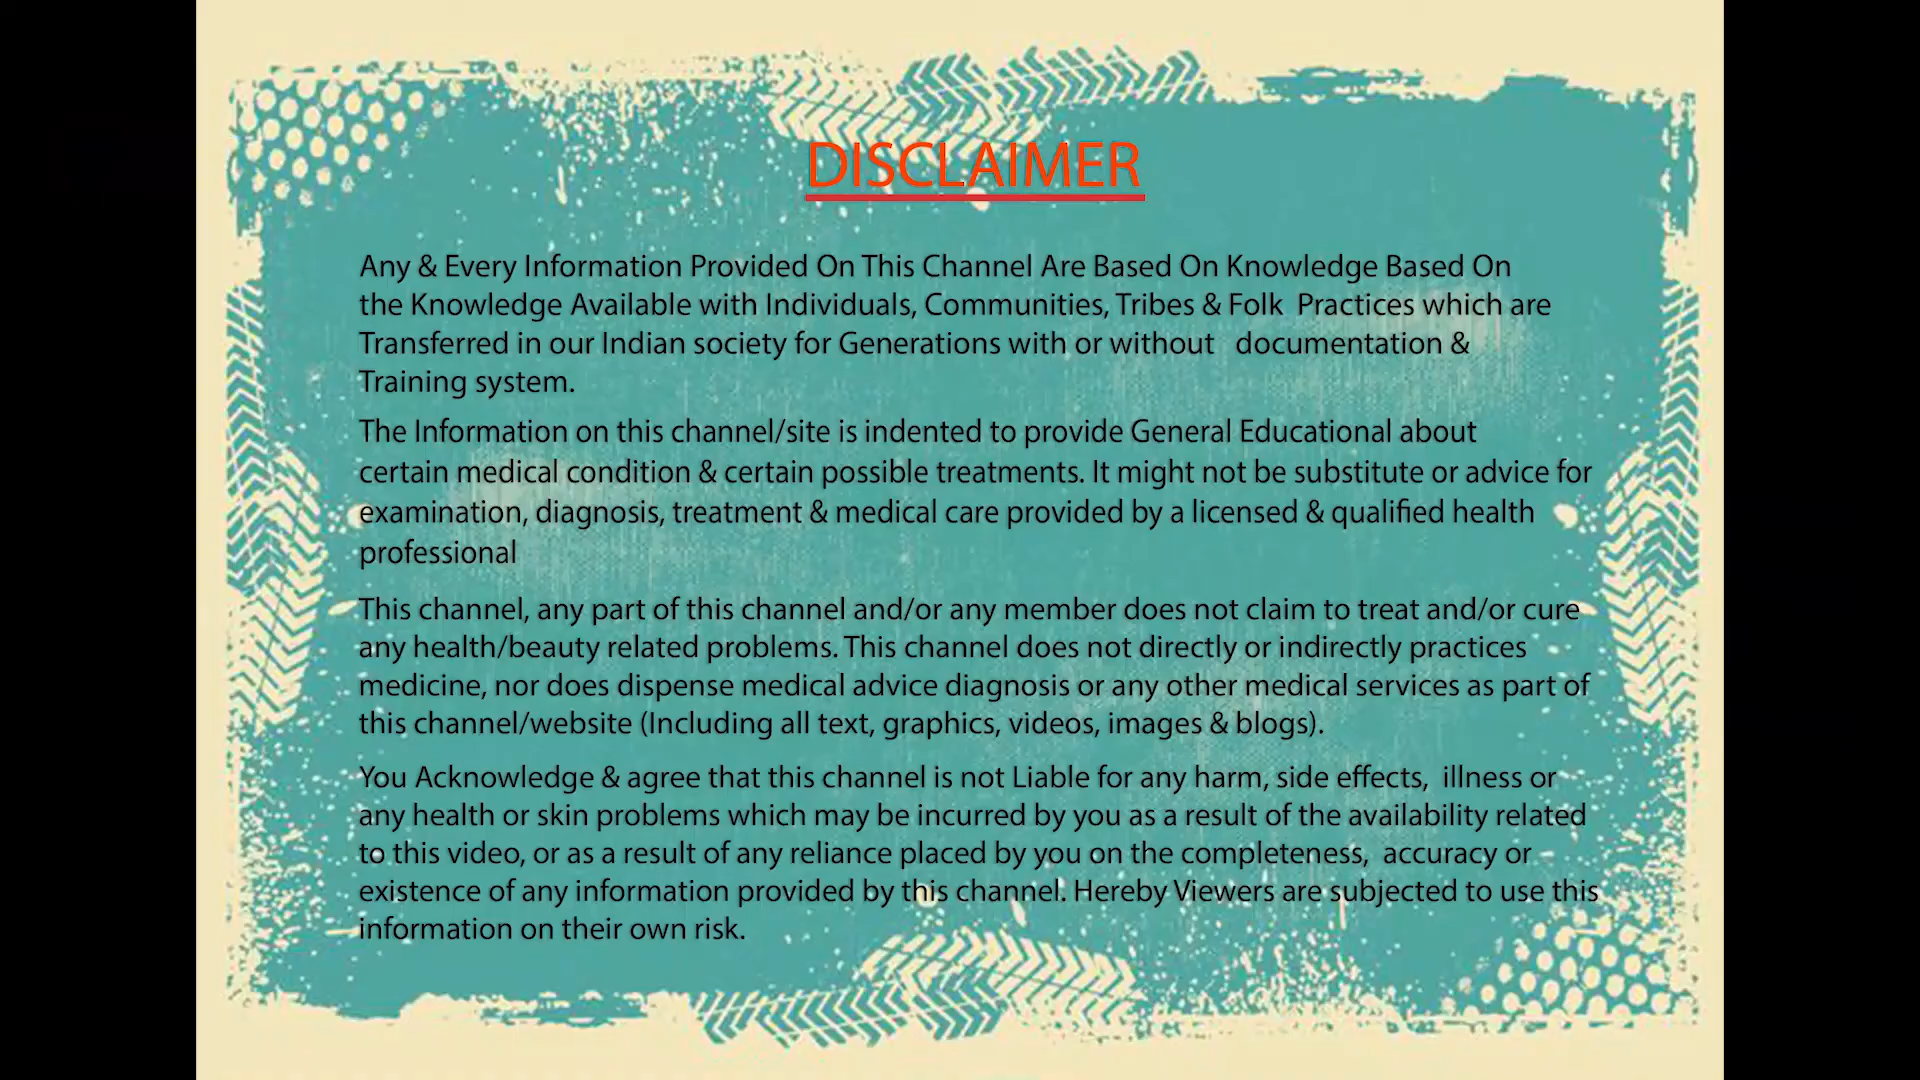 DISCLAIMER
Any & Every Information Provided On This Channel Are Based On Knowledge Based On
the Knowledge Available with Individuals, Communities, Tribes & Folk Practices which are
Transferred in our Indian society for Generations with or without documentation &
Training system.
The Information on this channel/site is indented to provide General Educational about
certain medical condition & certain possible treatments. It might not be substitute or advice for
examination, diagnosis, treatment & medical care provided by a licensed & qualified health
professional
This channel, any part of this channel and/or any member does not claim to treat and/or cure
any health/beauty related problems. This channel does not directly or indirectly practices
medicine, nor does dispense medical advice diagnosis or any other medical services as part of
this channel/website (Including all text, graphics, videos, images & blogs).
You Acknowledge & agree that this channel is not Liable for any harm, side effects, illness or
any health or skin problems which may be incurred by you as a result of the availability related
to this video, or as a result of any reliance placed by you on the completeness, accuracy or
existence of any information provided by this channel. Hereby Viewers are subjected to use this
information on their own risk.